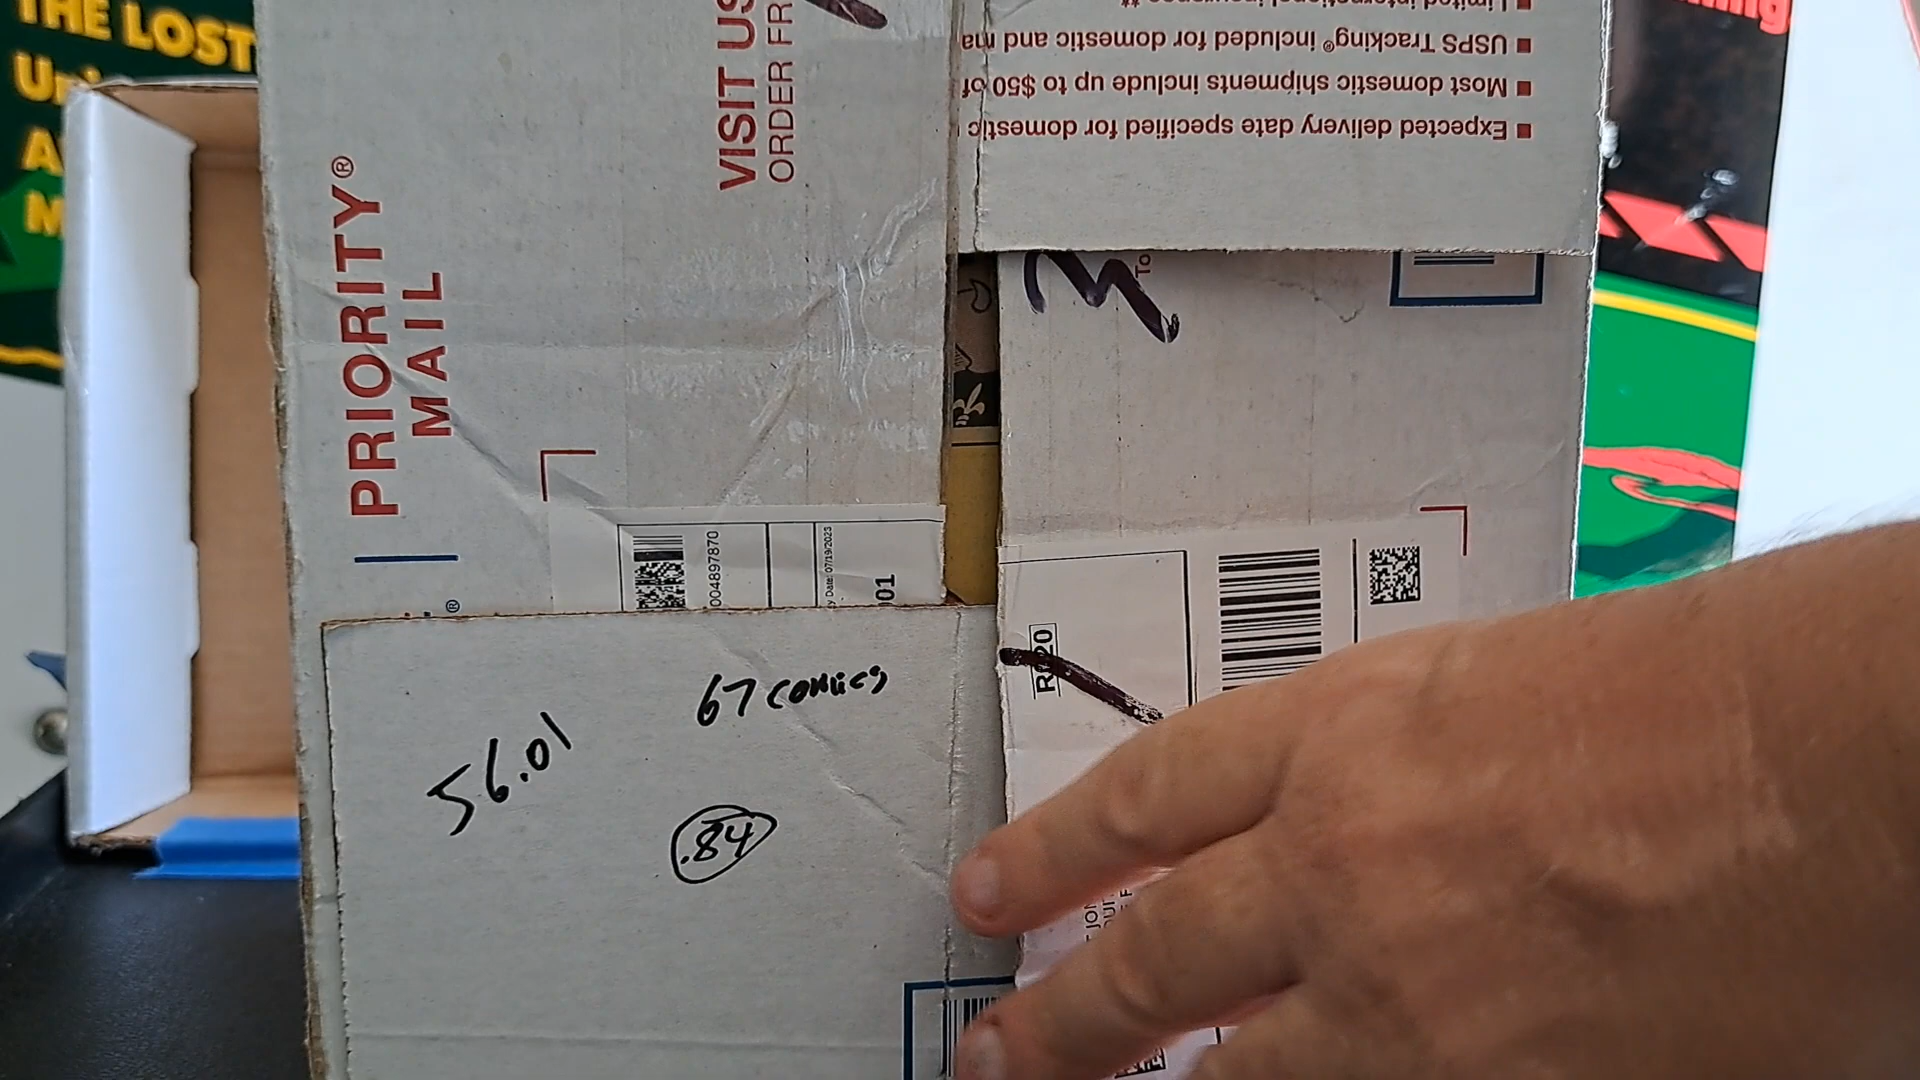 THE LOST
PRIORITY®
MAIL
VISIT US
ORDER FR
Expected delivery date specified for domestic
Most domestic shipments include up to $50 of
USPS Tracking® included for domestic and ma
To
004897870
y Date: 07/19/2023
01
®
67 comics
56.01
.84